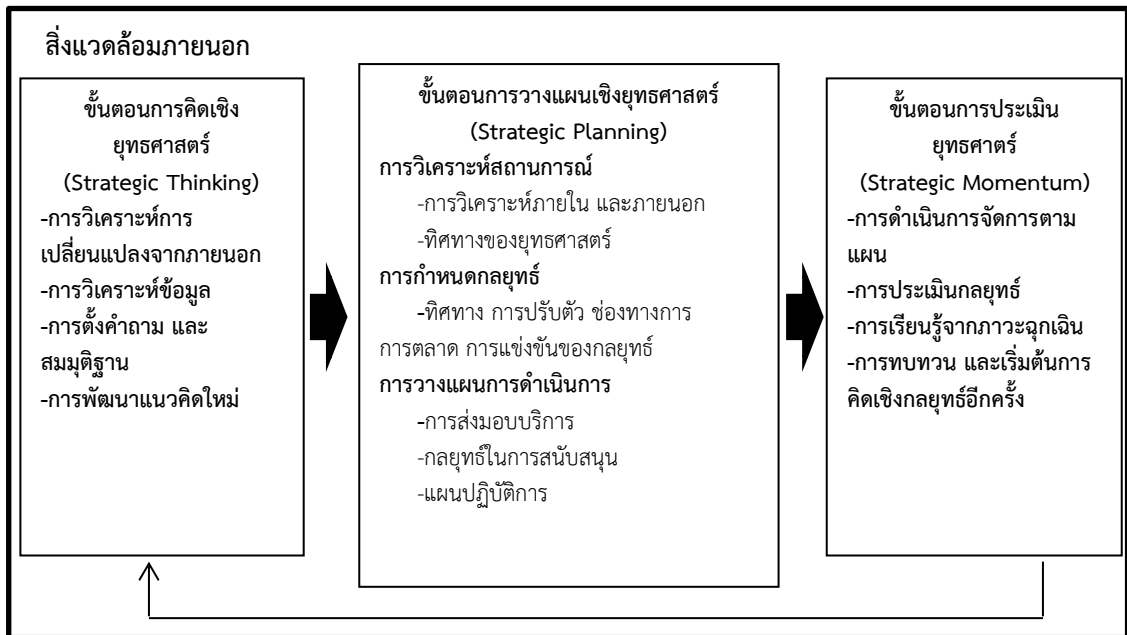 สิ่งแวดล้อมภายนอก
ขั้นตอนการคิดเชิง
ยุทธศาสตร์
(Strategic Thinking)
-การวิเคราะห์การ
เปลี่ยนแปลงจากภายนอก
-การวิเคราะห์ข้อมูล
-การตั้งคำถาม และ
สมมุติฐาน
-การพัฒนาแนวคิดใหม่
ขั้นตอนการวางแผนเชิงยุทธศาสตร์
(Strategic Planning)
การวิเคราะห์สถานการณ์
-การวิเคราะห์ภายใน และภายนอก
-ทิศทางของยุทธศาสตร์
การกำหนดกลยุทธ์
-ทิศทาง การปรับตัว ช่องทางการ
การตลาด การแข่งขันของกลยุทธ์
การวางแผนการดำเนินการ
-การส่งมอบบริการ
-กลยุทธ์ในการสนับสนุน
-แผนปฏิบัติการ
ขั้นตอนการประเมิน
ยุทธศาตร์
(Strategic Momentum)
-การดำเนินการจัดการตาม
แผน
-การประเมินกลยุทธ์
-การเรียนรู้จากภาวะฉุกเฉิน
-การทบทวน และเริ่มต้นการ
คิดเชิงกลยุทธ์อีกครั้ง